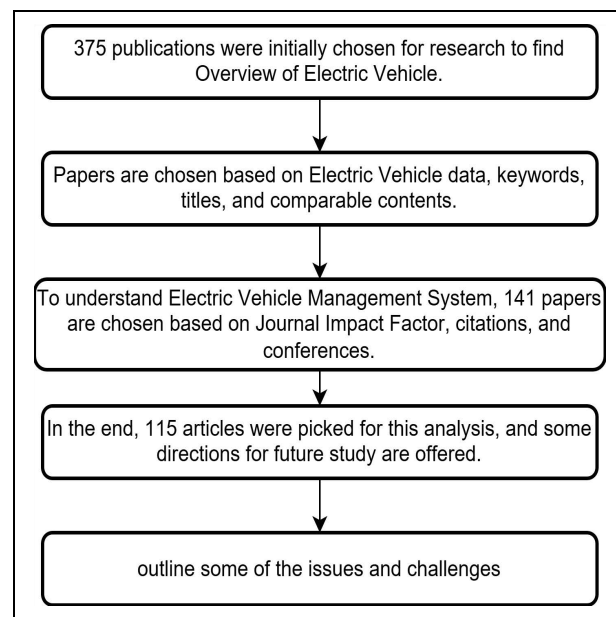 375 publications were initially chosen for research to find
Overview of Electric Vehicle.
Papers are chosen based on Electric Vehicle data, keywords,
titles, and comparable contents.
To understand Electric Vehicle Management System, 141 papers
are chosen based on Journal Impact Factor, citations, and
conferences.
In the end, 115 articles were picked for this analysis, and some
directions for future study are offered.
outline some of the issues and challenges